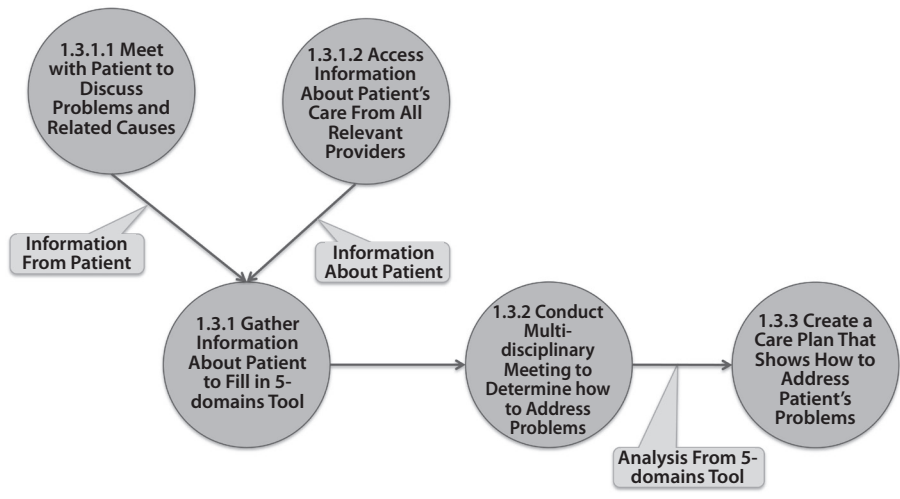 1.3.1.1 Meet
with Patient to
Discuss
Problems and
Related Causes
1.3.1.2 Access
Information
About Patient's
Care From All
Relevant
Providers
Information
From Patient
Information
About Patient
1.3.1 Gather
Information
About Patient
to Fill in 5-
domains Tool
1.3.2 Conduct
Multi-
disciplinary
Meeting to
Determine how
to Address
Problems
1.3.3 Create a
Care Plan That
Shows How to
Address
Patient's
Problems
Analysis From 5-
domains Tool